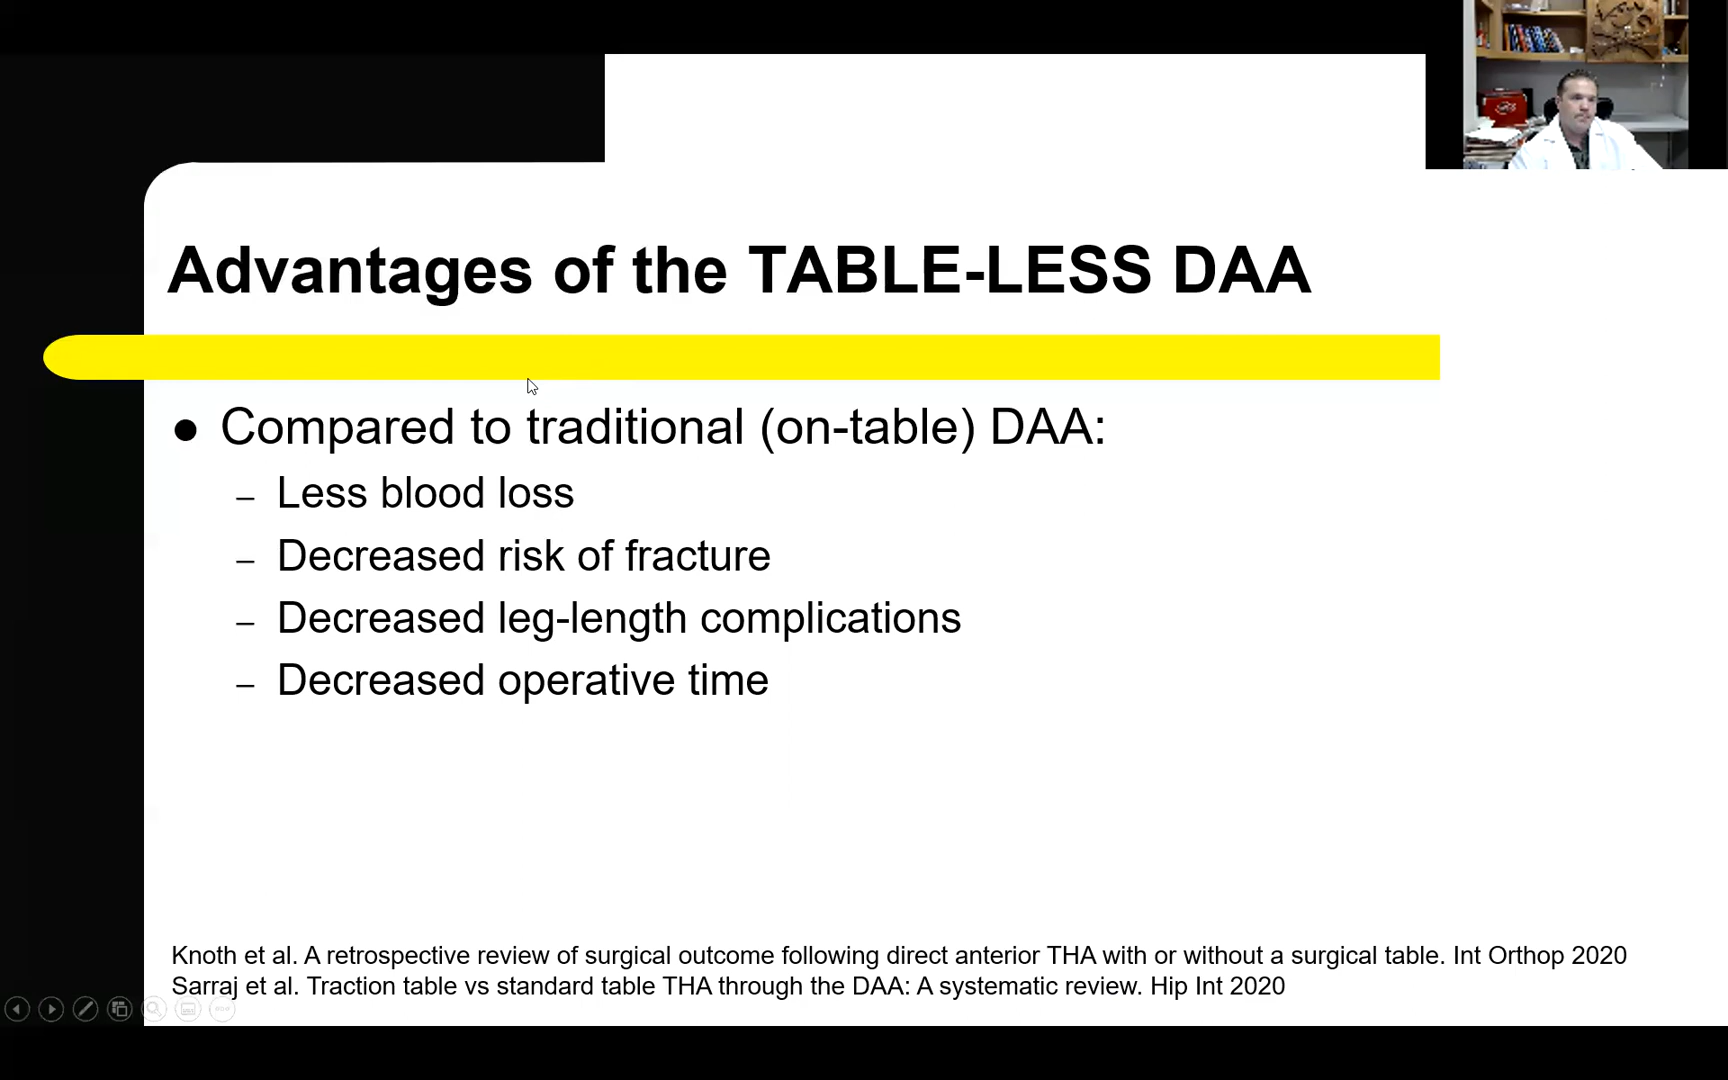 Advantages of the TABLE-LESS DAA
● Compared to traditional (on-table) DAA:
– Less blood loss
– Decreased risk of fracture
– Decreased leg-length complications
– Decreased operative time
Knoth et al. A retrospective review of surgical outcome following direct anterior THA with or without a surgical table. Int Orthop 2020
Sarraj et al. Traction table vs standard table THA through the DAA: A systematic review. Hip Int 2020